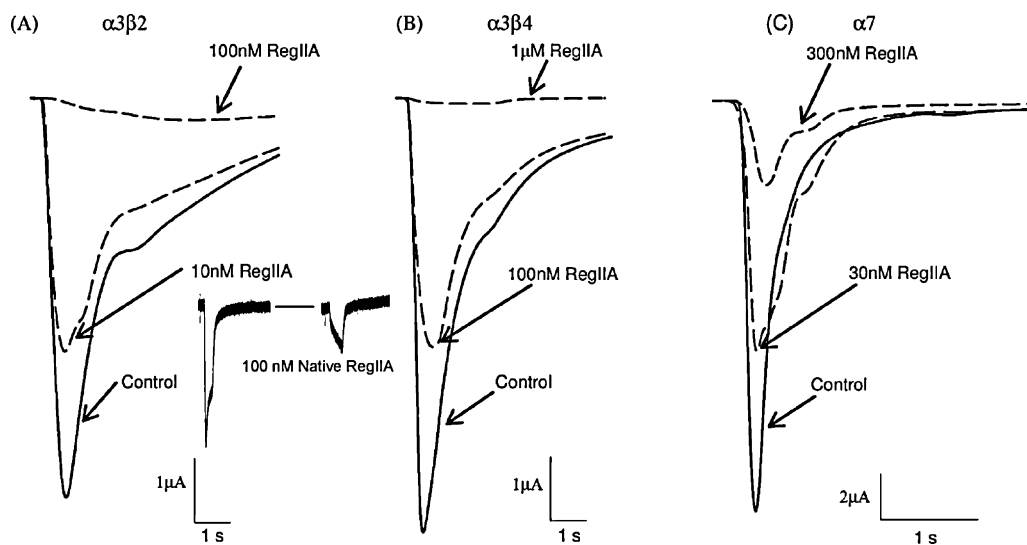 (A) α3β2
100nM RegIIA
10nM RegIIA
Control
1μA
1 s
100 nM Native RegIIA
(B) α3β4
1μM RegIIA
100nM RegIIA
Control
1μA
1 s
(C) α7
300nM RegIIA
30nM RegIIA
Control
2μA
1 s